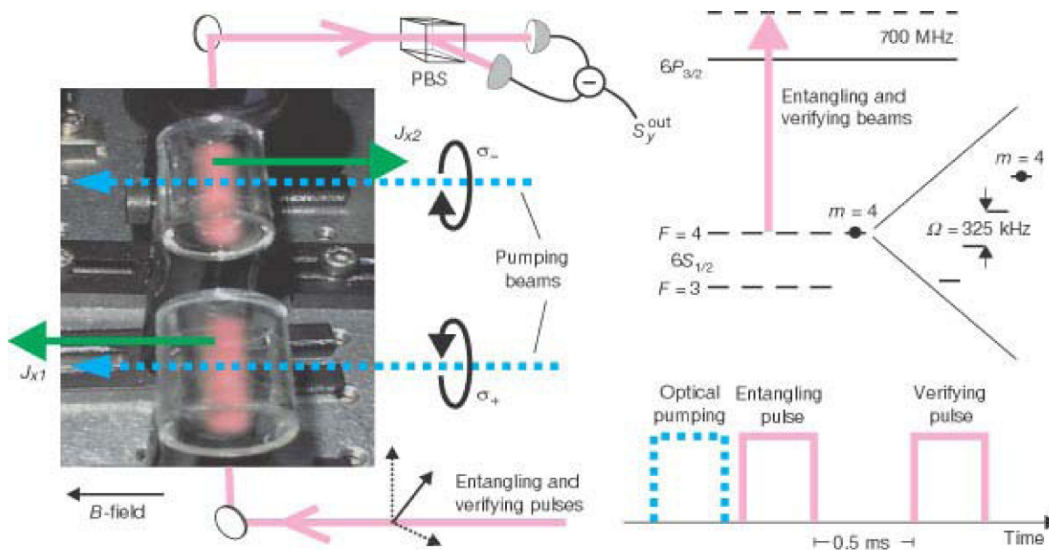 PBS
S_y^out
J_x2
σ_−
Pumping
beams
J_x1
σ_+
B-field
Entangling and
verifying pulses
700 MHz
6P_3/2
Entangling and
verifying beams
m = 4
m = 4
F = 4
Ω = 325 kHz
6S_1/2
F = 3
Optical
pumping
Entangling
pulse
Verifying
pulse
0.5 ms
Time